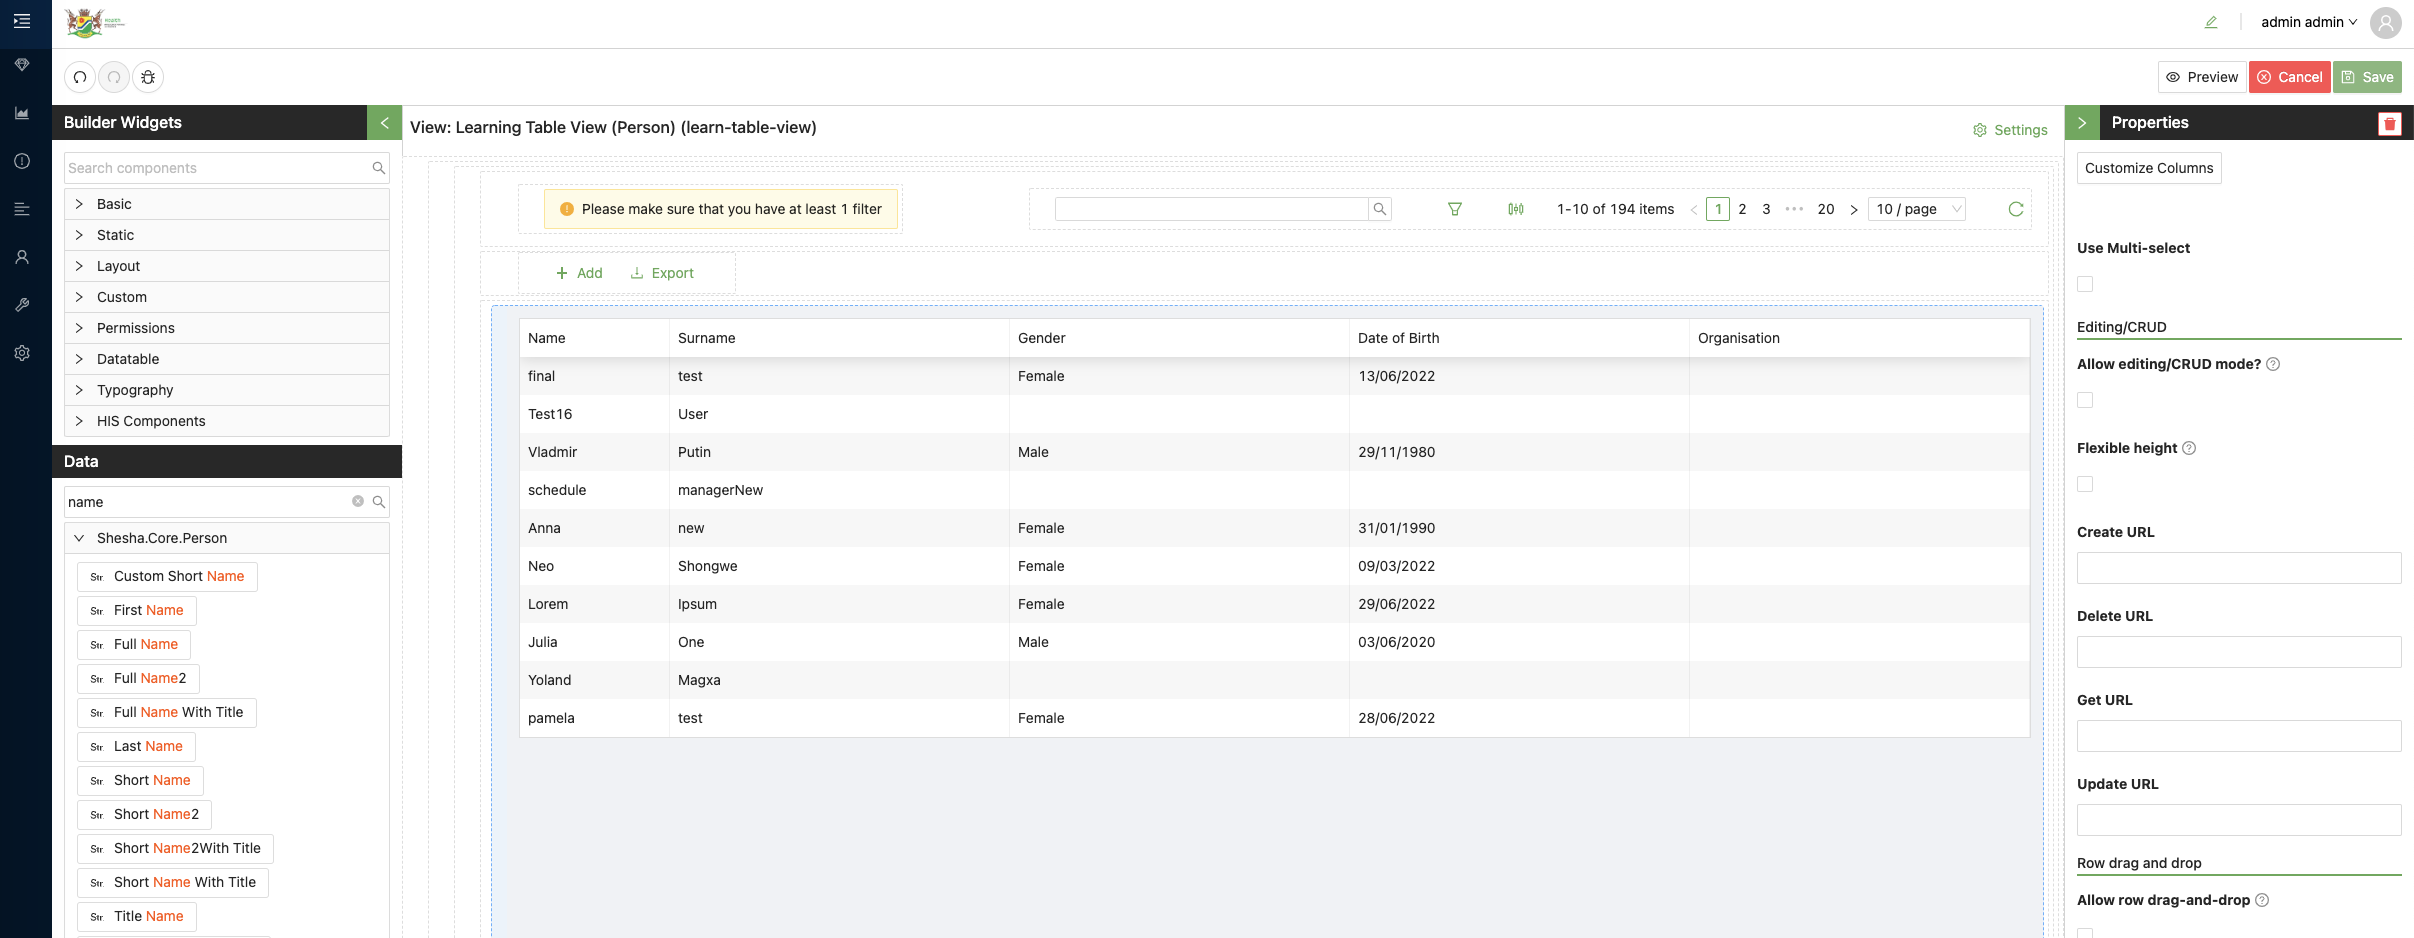 admin admin
Preview
Cancel
Save
Builder Widgets
Search components
Basic
Static
Layout
Custom
Permissions
Datatable
Typography
HIS Components
Data
name
Shesha.Core.Person
Str. Custom Short Name
Str. First Name
Str. Full Name
Str. Full Name2
Str. Full Name With Title
Str. Last Name
Str. Short Name
Str. Short Name2
Str. Short Name2With Title
Str. Short Name With Title
Str. Title Name
View: Learning Table View (Person) (learn-table-view)
Settings
Please make sure that you have at least 1 filter
1-10 of 194 items 1 2 3 ••• 20 10 / page
Add Export
Name Surname Gender Date of Birth Organisation
final test Female 13/06/2022
Test16 User
Vladmir Putin Male 29/11/1980
schedule managerNew
Anna new Female 31/01/1990
Neo Shongwe Female 09/03/2022
Lorem Ipsum Female 29/06/2022
Julia One Male 03/06/2020
Yoland Magxa
pamela test Female 28/06/2022
Properties
Customize Columns
Use Multi-select
Editing/CRUD
Allow editing/CRUD mode?
Flexible height
Create URL
Delete URL
Get URL
Update URL
Row drag and drop
Allow row drag-and-drop